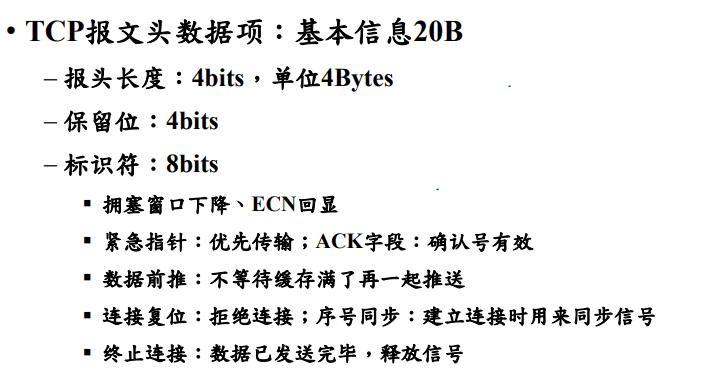 • TCP报文头数据项：基本信息20B
– 报头长度：4bits，单位4Bytes
– 保留位：4bits
– 标识符：8bits
▪ 拥塞窗口下降、ECN回显
▪ 紧急指针：优先传输；ACK字段：确认号有效
▪ 数据前推：不等待缓存满了再一起推送
▪ 连接复位：拒绝连接；序号同步：建立连接时用来同步信号
▪ 终止连接：数据已发送完毕，释放信号